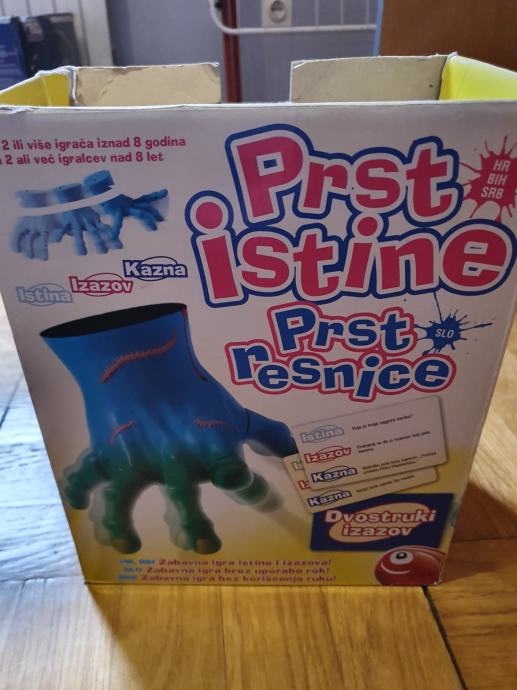 2 ili više igrača iznad 8 godina
2 ali več igralcev nad 8 let
Prst
istine
HR
BIH
SRB
Istina
Izazov
Kazna
Prst
resnice
SLO
Istina
Izazov
Kazna
Kazna
Dvostruki
izazov
HR, BIH Zabavna igra istine i izazova!
SLO Zabavna igra brez uporabe rok!
SRB Zabavna igra bez korišćenja ruku!